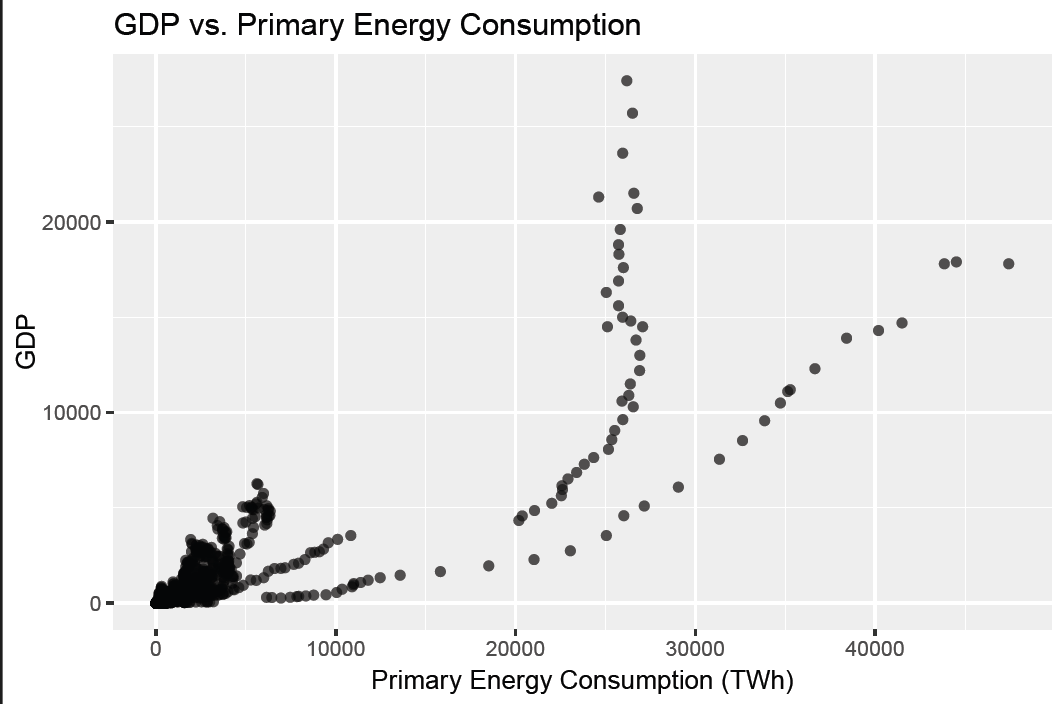 GDP vs. Primary Energy Consumption
GDP
20000
10000
0
0 10000 20000 30000 40000
Primary Energy Consumption (TWh)